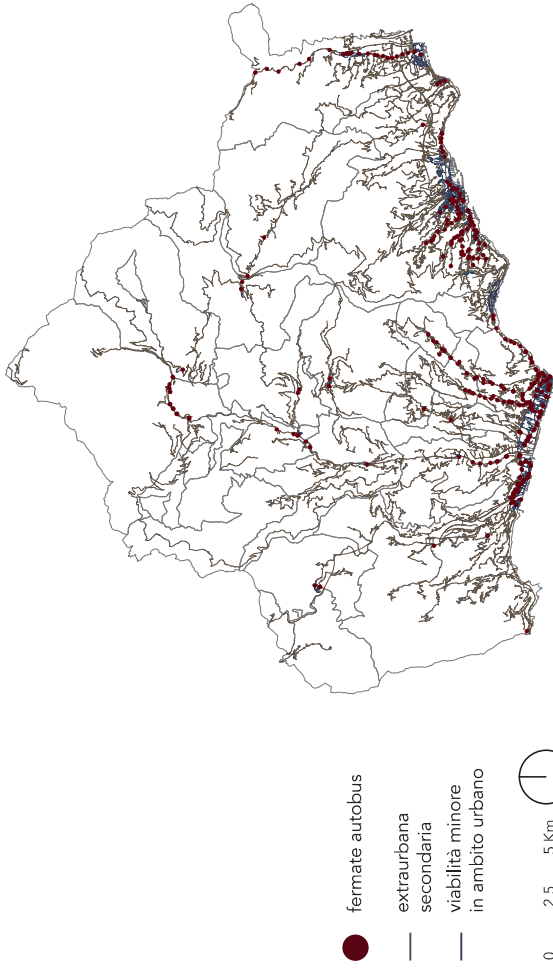 fermate autobus
extraurbana
secondaria
viabilità minore
in ambito urbano
0 2.5 5 Km